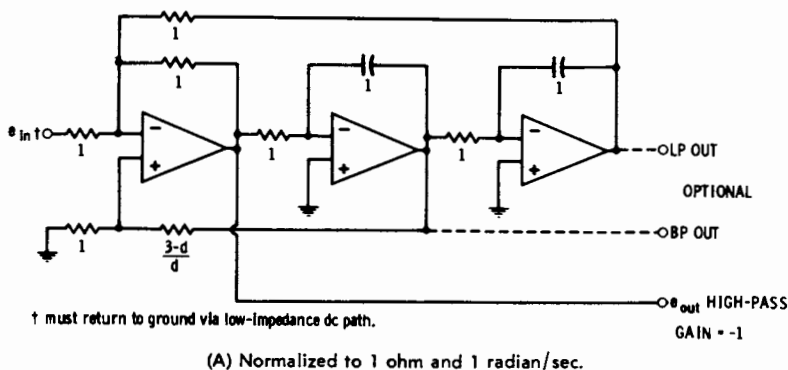 1
1
1
1
e in † 1 − +
1
− +
1
− +
LP OUT
OPTIONAL
BP OUT
1
3-d
d
e out HIGH-PASS
† must return to ground via low-impedance dc path.
GAIN = -1
(A) Normalized to 1 ohm and 1 radian/sec.